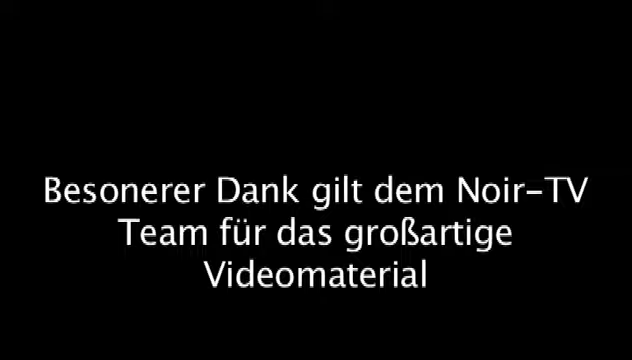 Besonerer Dank gilt dem Noir-TV
Team für das großartige
Videomaterial